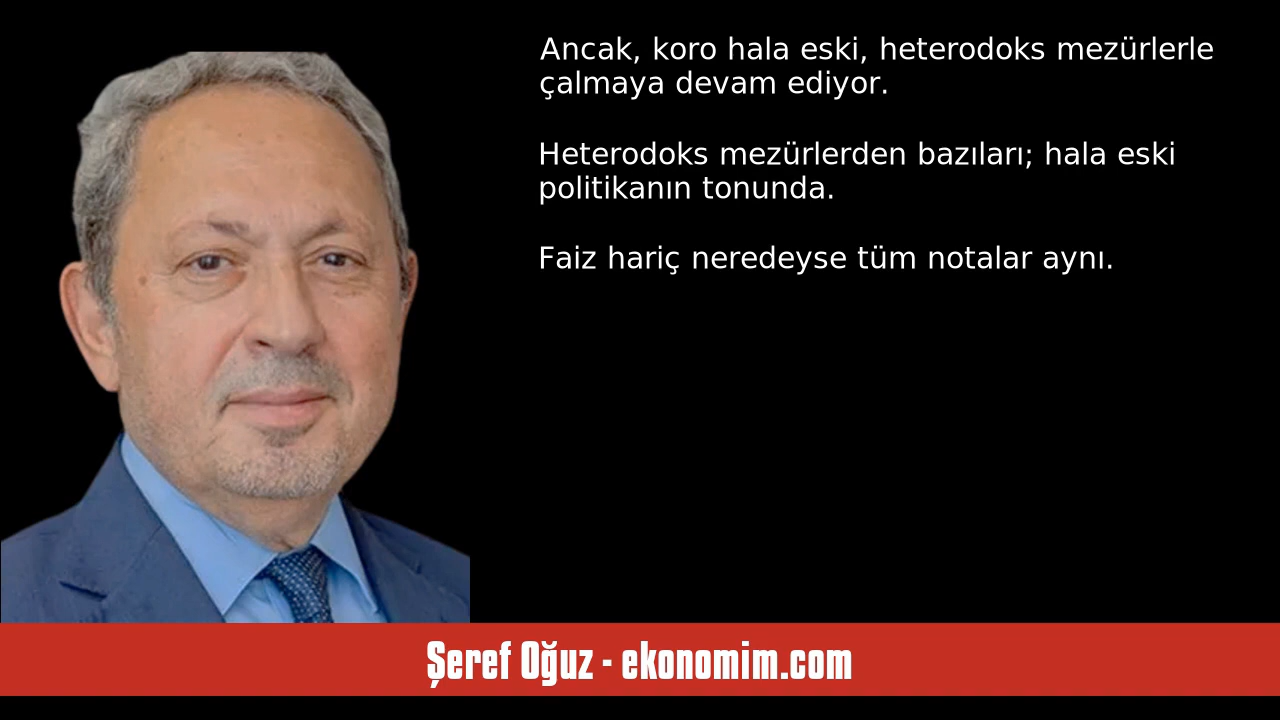 Ancak, koro hala eski, heterodoks mezürlerle
çalmaya devam ediyor.
Heterodoks mezürlerden bazıları; hala eski
politikanın tonunda.
Faiz hariç neredeyse tüm notalar aynı.
Şeref Oğuz - ekonomim.com